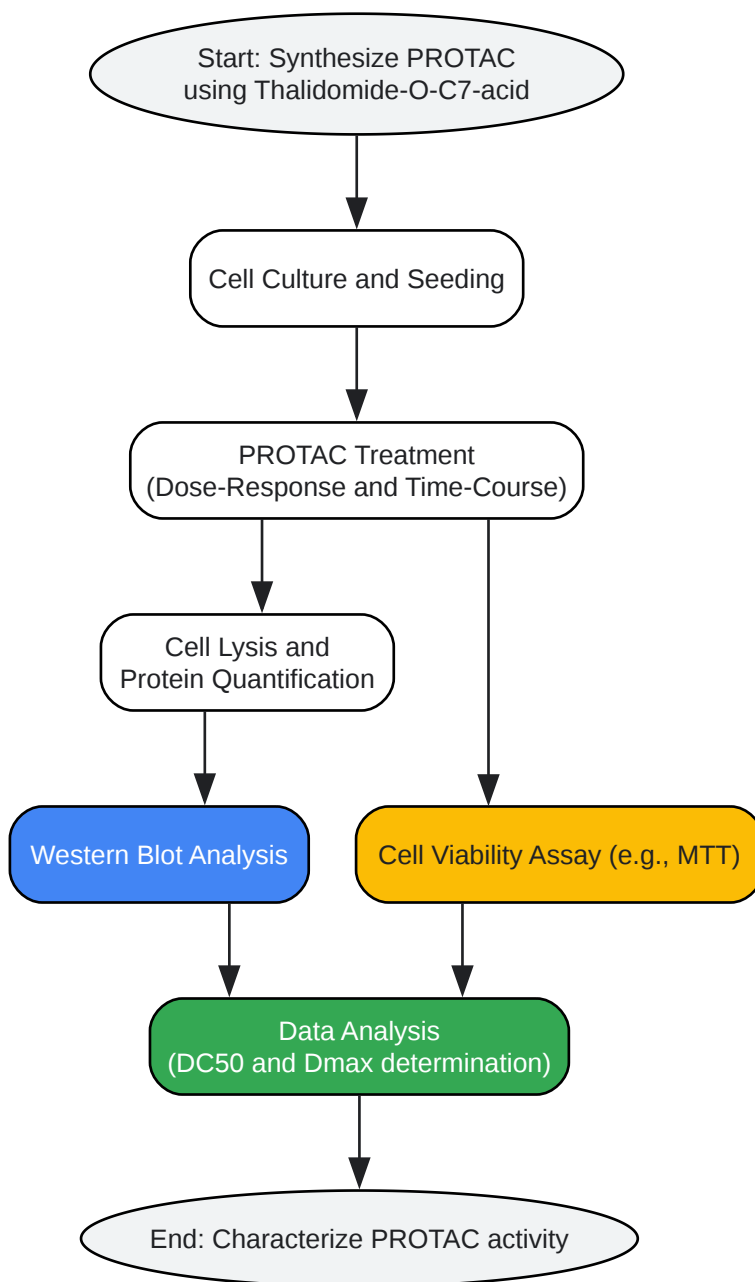 Start: Synthesize PROTAC
using Thalidomide-O-C7-acid
Cell Culture and Seeding
PROTAC Treatment
(Dose-Response and Time-Course)
Cell Lysis and
Protein Quantification
Western Blot Analysis
Cell Viability Assay (e.g., MTT)
Data Analysis
(DC50 and Dmax determination)
End: Characterize PROTAC activity